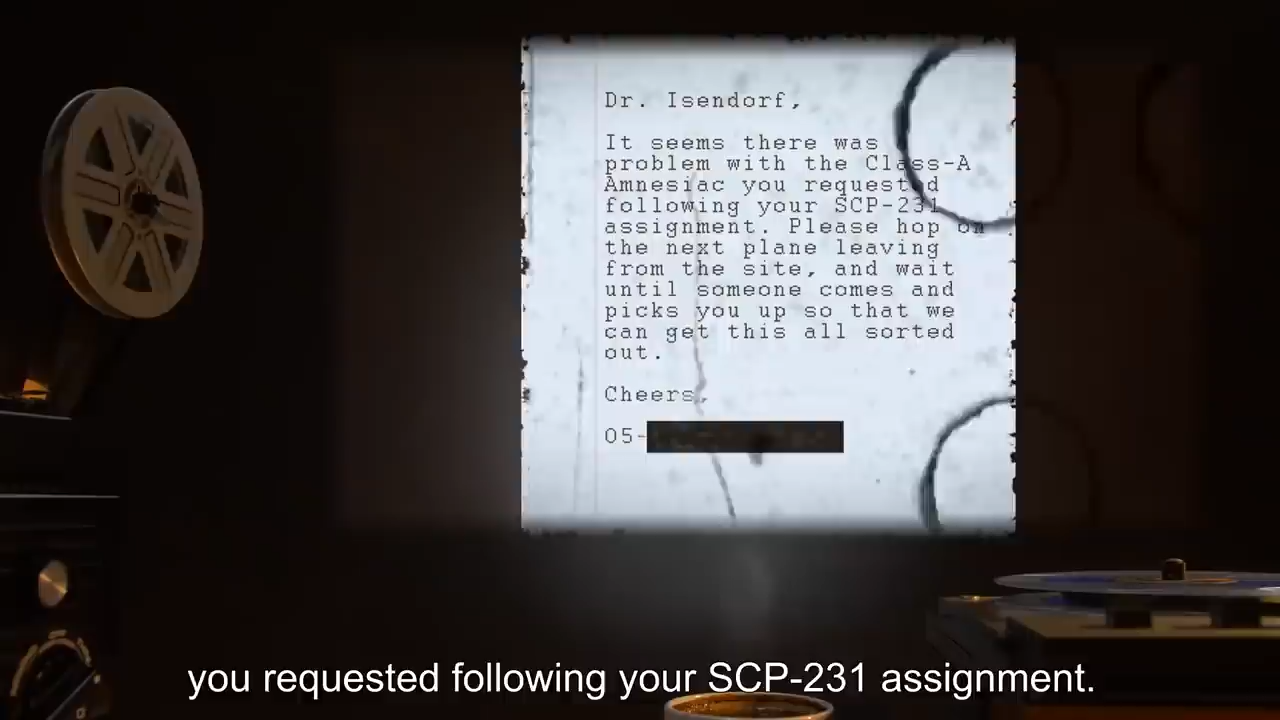 Dr. Isendorf,
It seems there was
problem with the Class-A
Amnesiac you requested
following your SCP-231
assignment. Please hop on
the next plane leaving
from the site, and wait
until someone comes and
picks you up so that we
can get this all sorted
out.
Cheers,
O5-
you requested following your SCP-231 assignment.